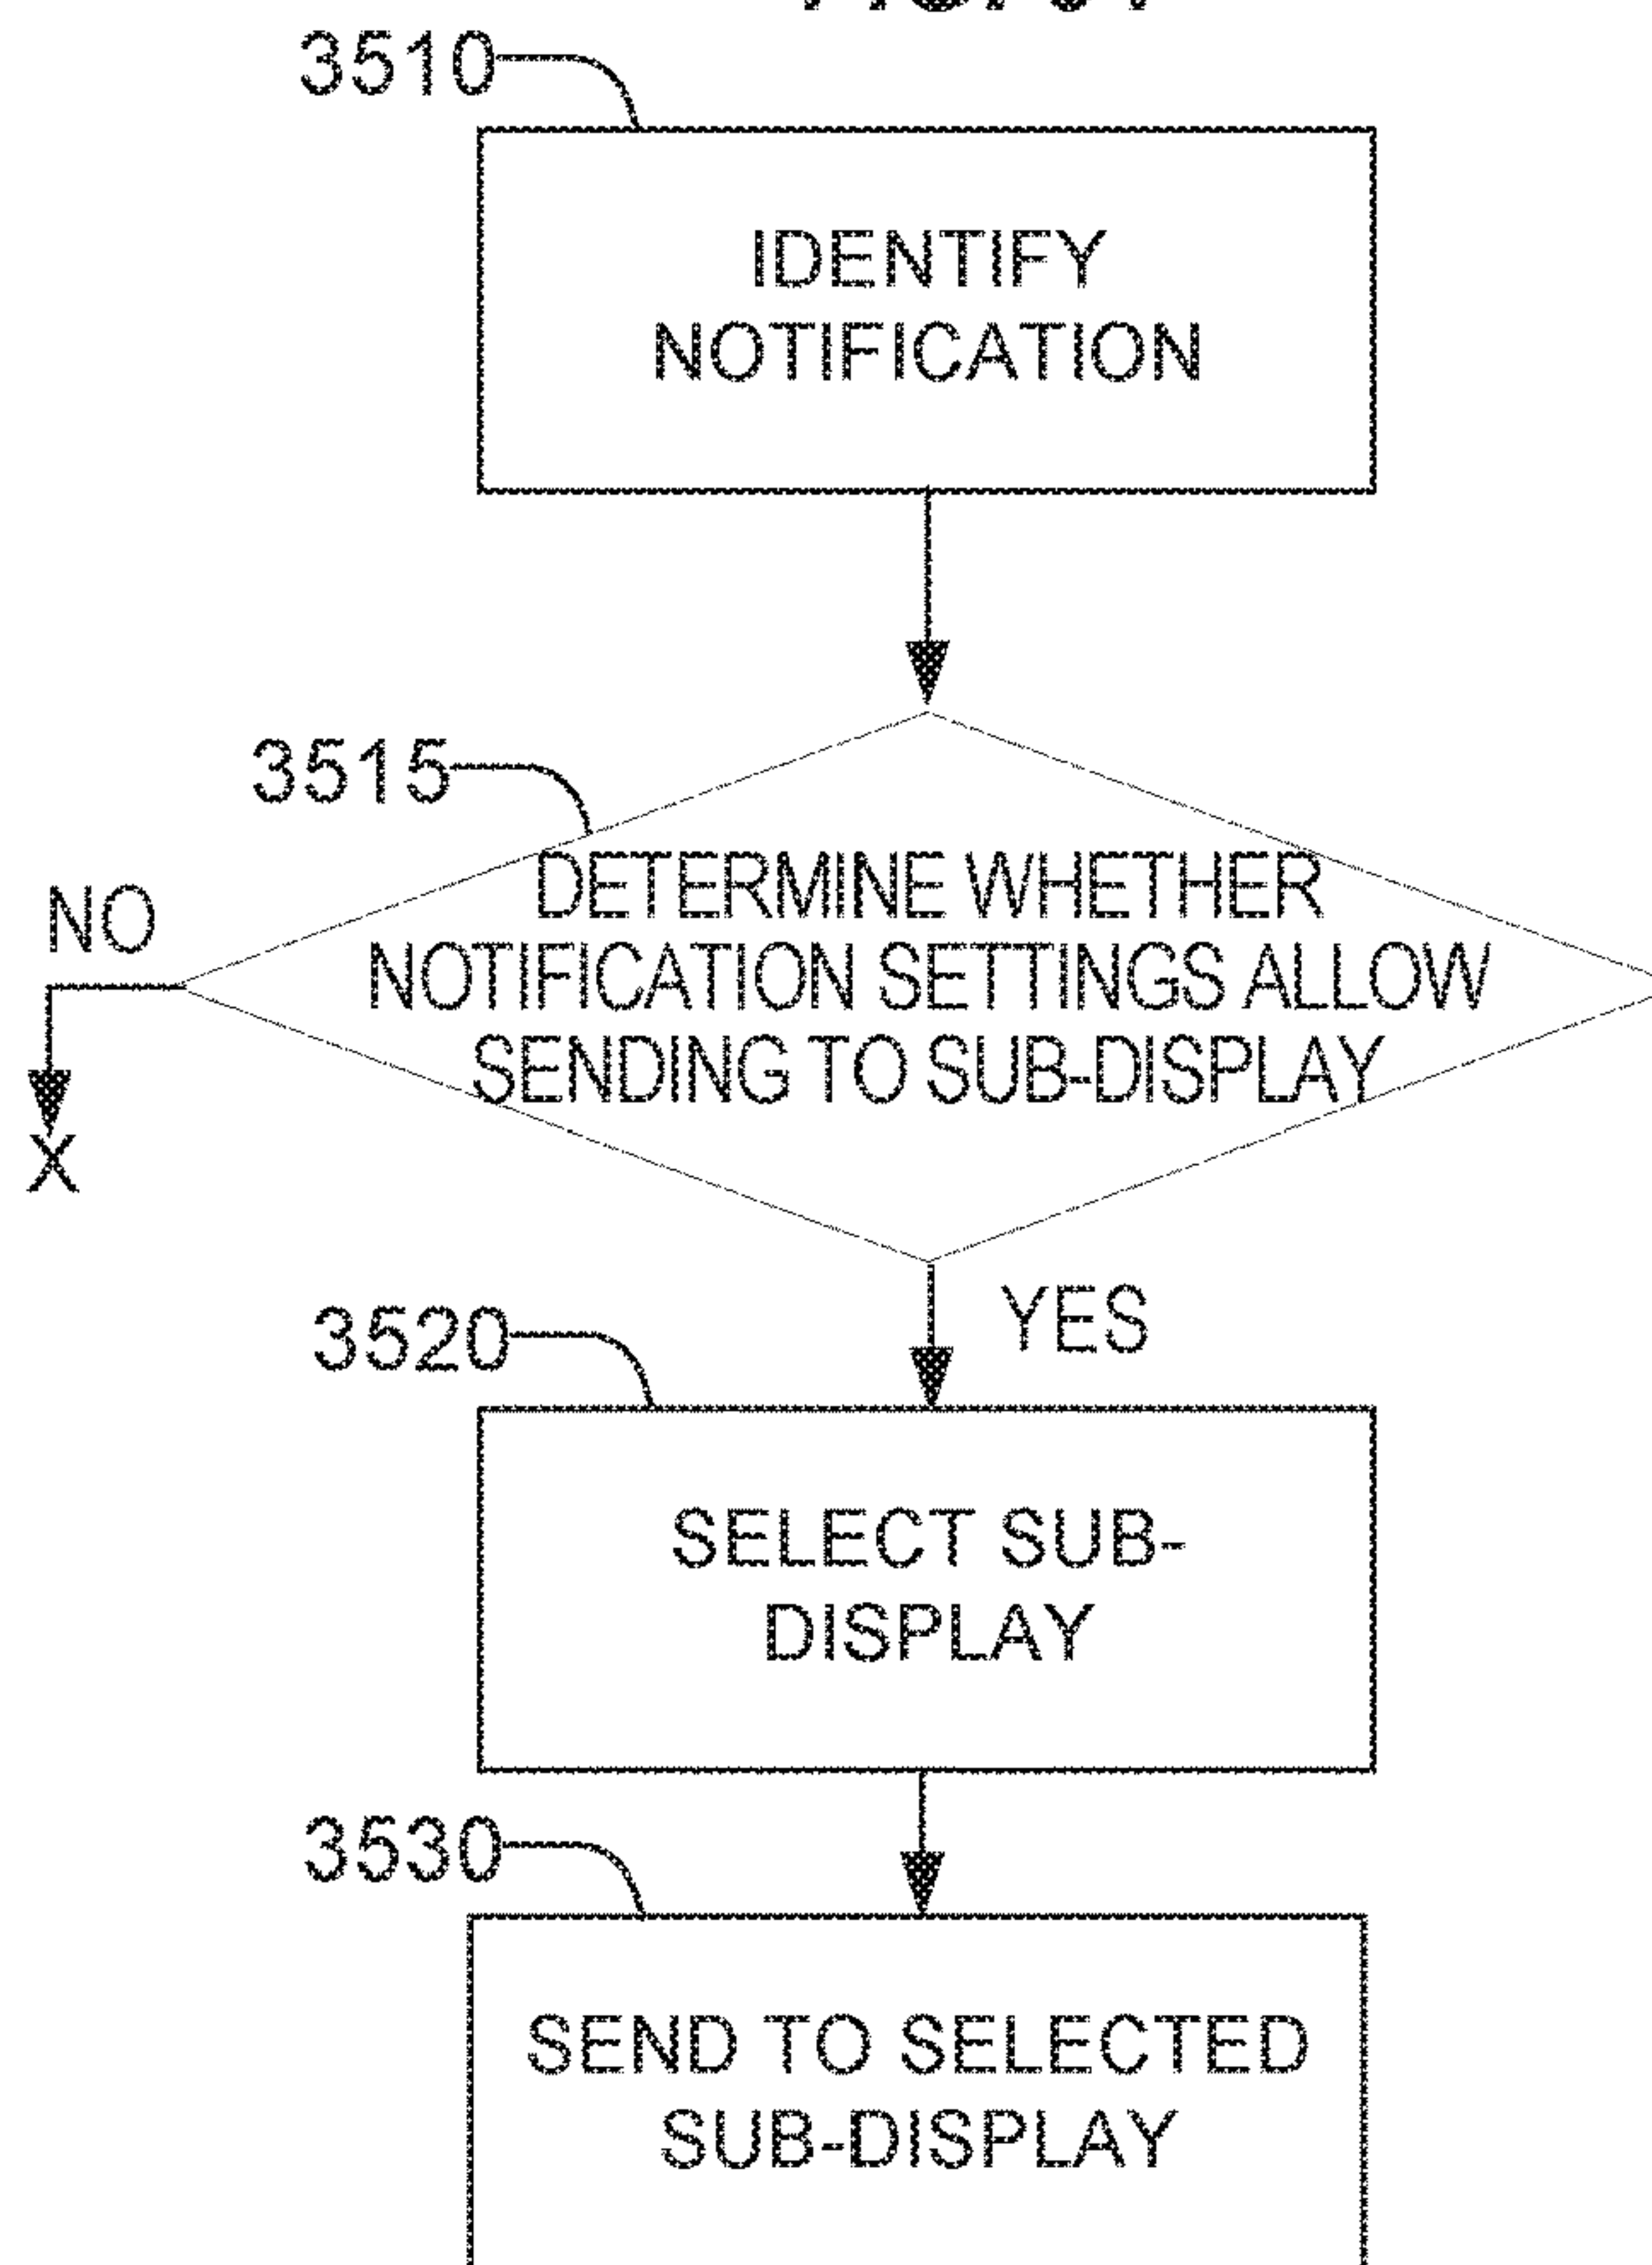 3510
IDENTIFY
NOTIFICATION
3515
DETERMINE WHETHER
NO
NOTIFICATION SETTINGS ALLOW
SENDING TO SUB-DISPLAY
X
YES
3520
SELECT SUB-
DISPLAY
3530
SEND TO SELECTED
SUB-DISPLAY